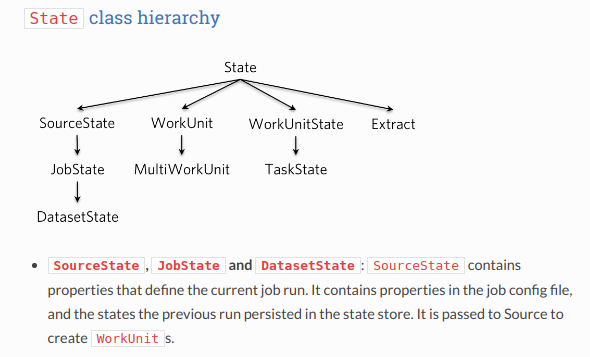 State class hierarchy
State
SourceState WorkUnit WorkUnitState Extract
JobState MultiWorkUnit TaskState
DatasetState
• SourceState, JobState and DatasetState: SourceState contains
properties that define the current job run. It contains properties in the job config file,
and the states the previous run persisted in the state store. It is passed to Source to
create WorkUnit s.